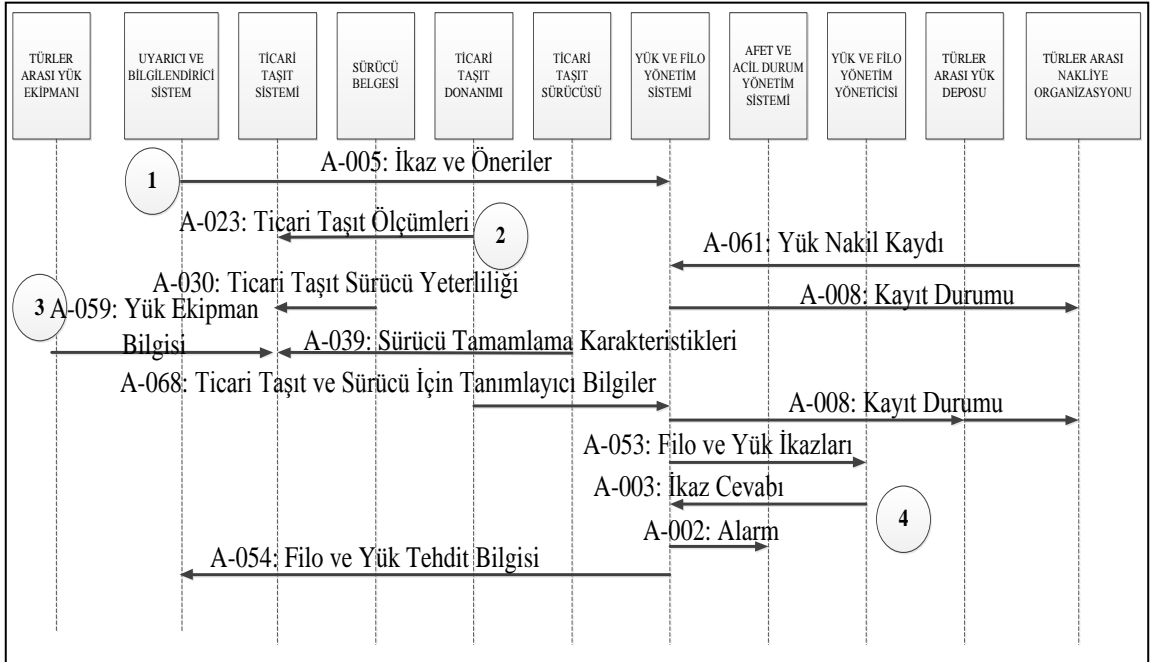 TÜRLER
ARASI YÜK
EKİPMANI
UYARICI VE
BİLGİLENDİRİCİ
SİSTEM
TİCARİ
TAŞIT
SİSTEMİ
SÜRÜCÜ
BELGESİ
TİCARİ
TAŞIT
DONANIMI
TİCARİ
TAŞIT
SÜRÜCÜSÜ
YÜK VE FİLO
YÖNETİM
SİSTEMİ
AFET VE
ACİL DURUM
YÖNETİM
SİSTEMİ
YÜK VE FİLO
YÖNETİM
YÖNETİCİSİ
TÜRLER
ARASI YÜK
DEPOSU
TÜRLER ARASI
NAKLİYE
ORGANİZASYONU
1
A-005: İkaz ve Öneriler
A-023: Ticari Taşıt Ölçümleri
2
A-061: Yük Nakil Kaydı
A-030: Ticari Taşıt Sürücü Yeterliliği
A-008: Kayıt Durumu
3
A-059: Yük Ekipman
Bilgisi
A-039: Sürücü Tamamlama Karakteristikleri
A-068: Ticari Taşıt ve Sürücü İçin Tanımlayıcı Bilgiler
A-008: Kayıt Durumu
A-053: Filo ve Yük İkazları
A-003: İkaz Cevabı
4
A-002: Alarm
A-054: Filo ve Yük Tehdit Bilgisi